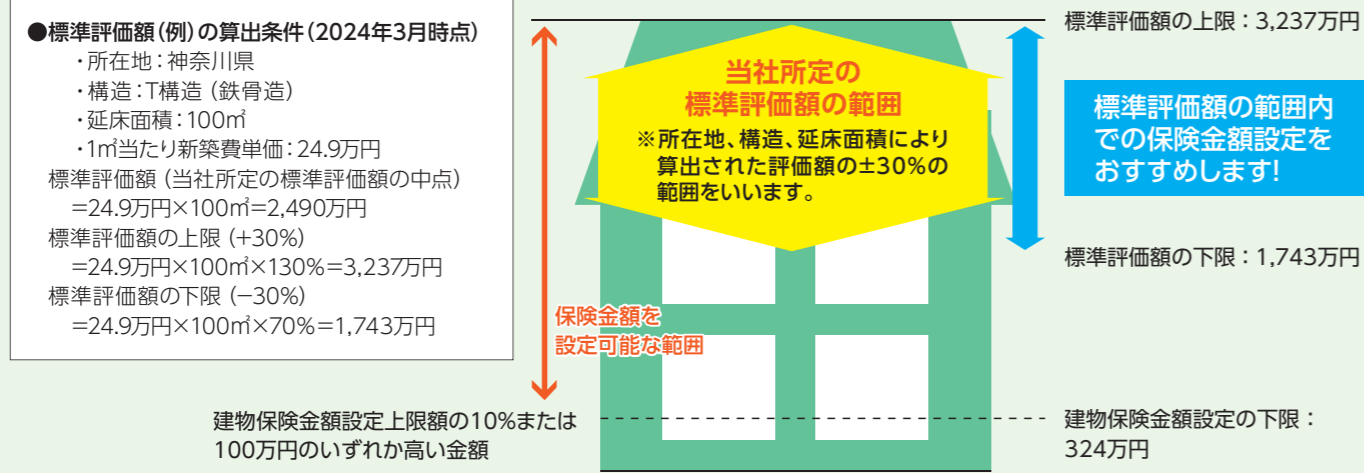 ●標準評価額(例)の算出条件(2024年3月時点)
・所在地:神奈川県
・構造:T構造(鉄骨造)
・延床面積:100㎡
・1㎡当たり新築費単価:24.9万円
標準評価額(当社所定の標準評価額の中点)
=24.9万円×100㎡=2,490万円
標準評価額の上限(+30%)
=24.9万円×100㎡×130%=3,237万円
標準評価額の下限(−30%)
=24.9万円×100㎡×70%=1,743万円
当社所定の
標準評価額の範囲
※所在地、構造、延床面積により
算出された評価額の±30%の
範囲をいいます。
標準評価額の上限:3,237万円
標準評価額の範囲内
での保険金額設定を
おすすめします!
標準評価額の下限:1,743万円
保険金額を
設定可能な範囲
建物保険金額設定上限額の10%または
100万円のいずれか高い金額
建物保険金額設定の下限:
324万円